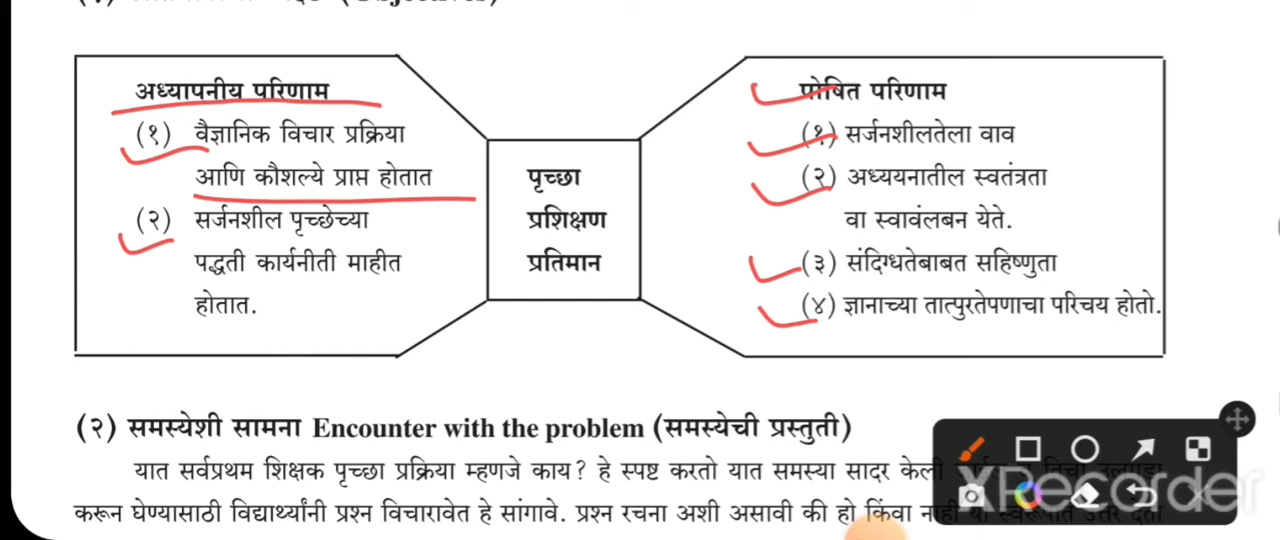 (Objectives)
अध्यापनीय परिणाम
(१) वैज्ञानिक विचार प्रक्रिया
आणि कौशल्ये प्राप्त होतात
(२) सर्जनशील पृच्छेच्या
पद्धती कार्यनीती माहीत
होतात.
पृच्छा
प्रशिक्षण
प्रतिमान
पोषित परिणाम
(१) सर्जनशीलतेला वाव
(२) अध्ययनातील स्वतंत्रता
वा स्वावंलबन येते.
(३) संदिग्धतेबाबत सहिष्णुता
(४) ज्ञानाच्या तात्पुरतेपणाचा परिचय होतो.
(२) समस्येशी सामना Encounter with the problem (समस्येची प्रस्तुती)
यात सर्वप्रथम शिक्षक पृच्छा प्रक्रिया म्हणजे काय? हे स्पष्ट करतो यात समस्या सादर केली
करून घेण्यासाठी विद्यार्थ्यांनी प्रश्न विचारावेत हे सांगावे. प्रश्न रचना अशी असावी की हो किंवा
XRecorder